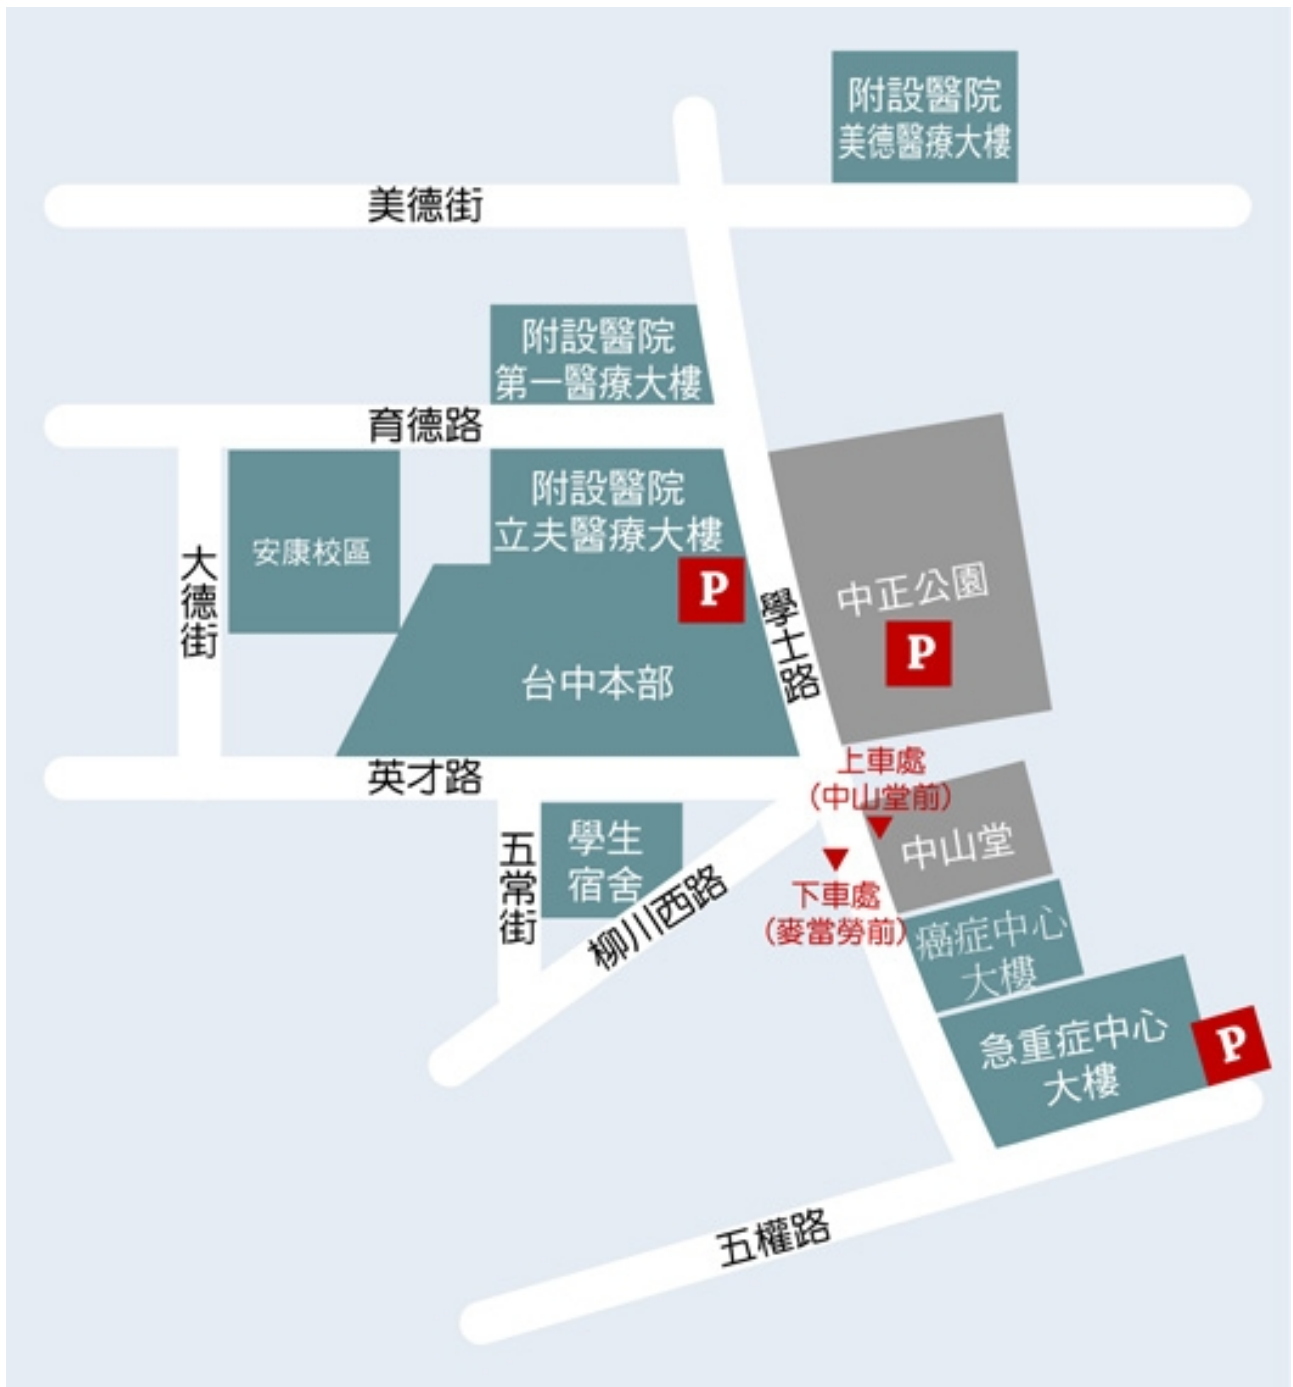 附設醫院
美德醫療大樓
美德街
附設醫院
第一醫療大樓
育德路
附設醫院
立夫醫療大樓
安康校區
大德街
P
學士路
中正公園
P
台中本部
上車處
(中山堂前)
英才路
中山堂
學生
宿舍
五常街
柳川西路
下車處
(麥當勞前)
癌症中心
大樓
急重症中心
大樓
P
五權路